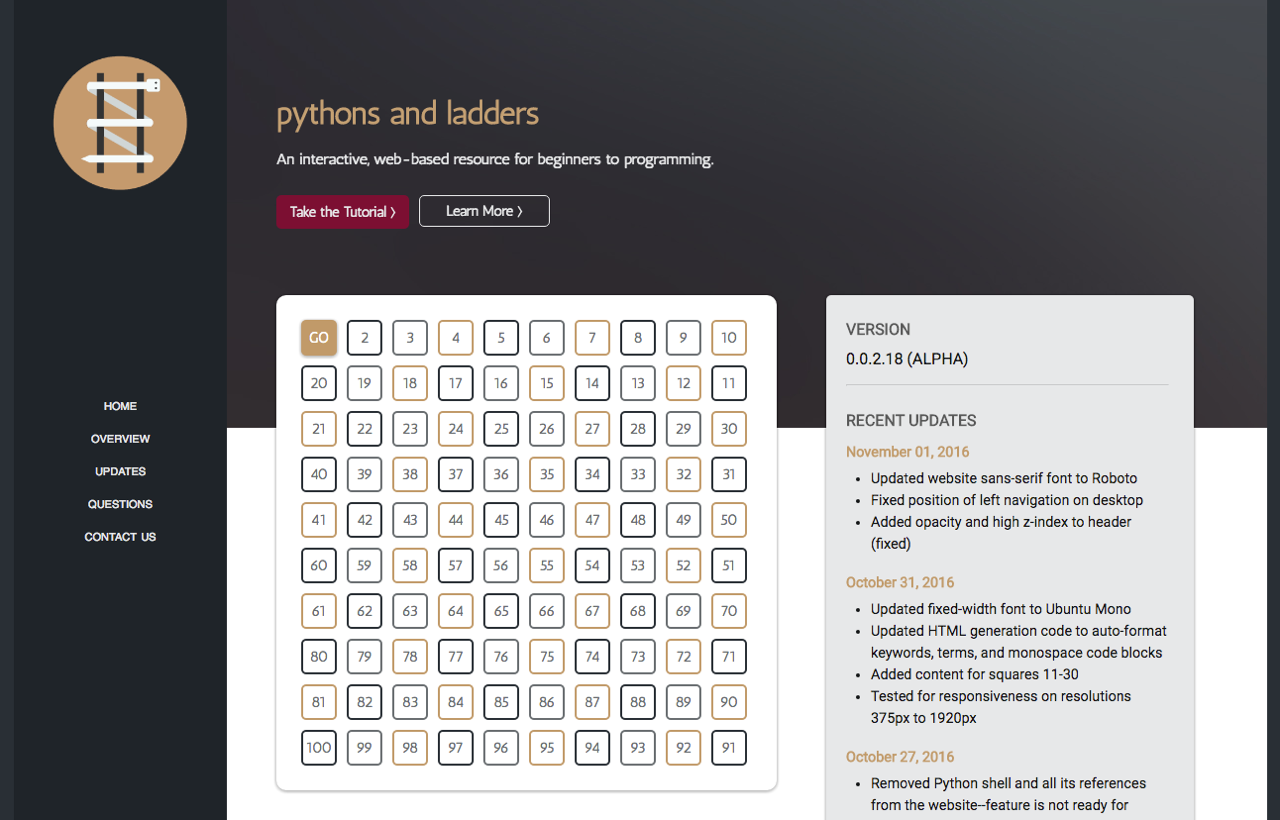 pythons and ladders
An interactive, web-based resource for beginners to programming.
Take the Tutorial 〉
Learn More 〉
HOME
OVERVIEW
UPDATES
QUESTIONS
CONTACT US
GO 2 3 4 5 6 7 8 9 10
20 19 18 17 16 15 14 13 12 11
21 22 23 24 25 26 27 28 29 30
40 39 38 37 36 35 34 33 32 31
41 42 43 44 45 46 47 48 49 50
60 59 58 57 56 55 54 53 52 51
61 62 63 64 65 66 67 68 69 70
80 79 78 77 76 75 74 73 72 71
81 82 83 84 85 86 87 88 89 90
100 99 98 97 96 95 94 93 92 91
VERSION
0.0.2.18 (ALPHA)
RECENT UPDATES
November 01, 2016
• Updated website sans-serif font to Roboto
• Fixed position of left navigation on desktop
• Added opacity and high z-index to header
(fixed)
October 31, 2016
• Updated fixed-width font to Ubuntu Mono
• Updated HTML generation code to auto-format
keywords, terms, and monospace code blocks
• Added content for squares 11-30
• Tested for responsiveness on resolutions
375px to 1920px
October 27, 2016
• Removed Python shell and all its references
from the website--feature is not ready for